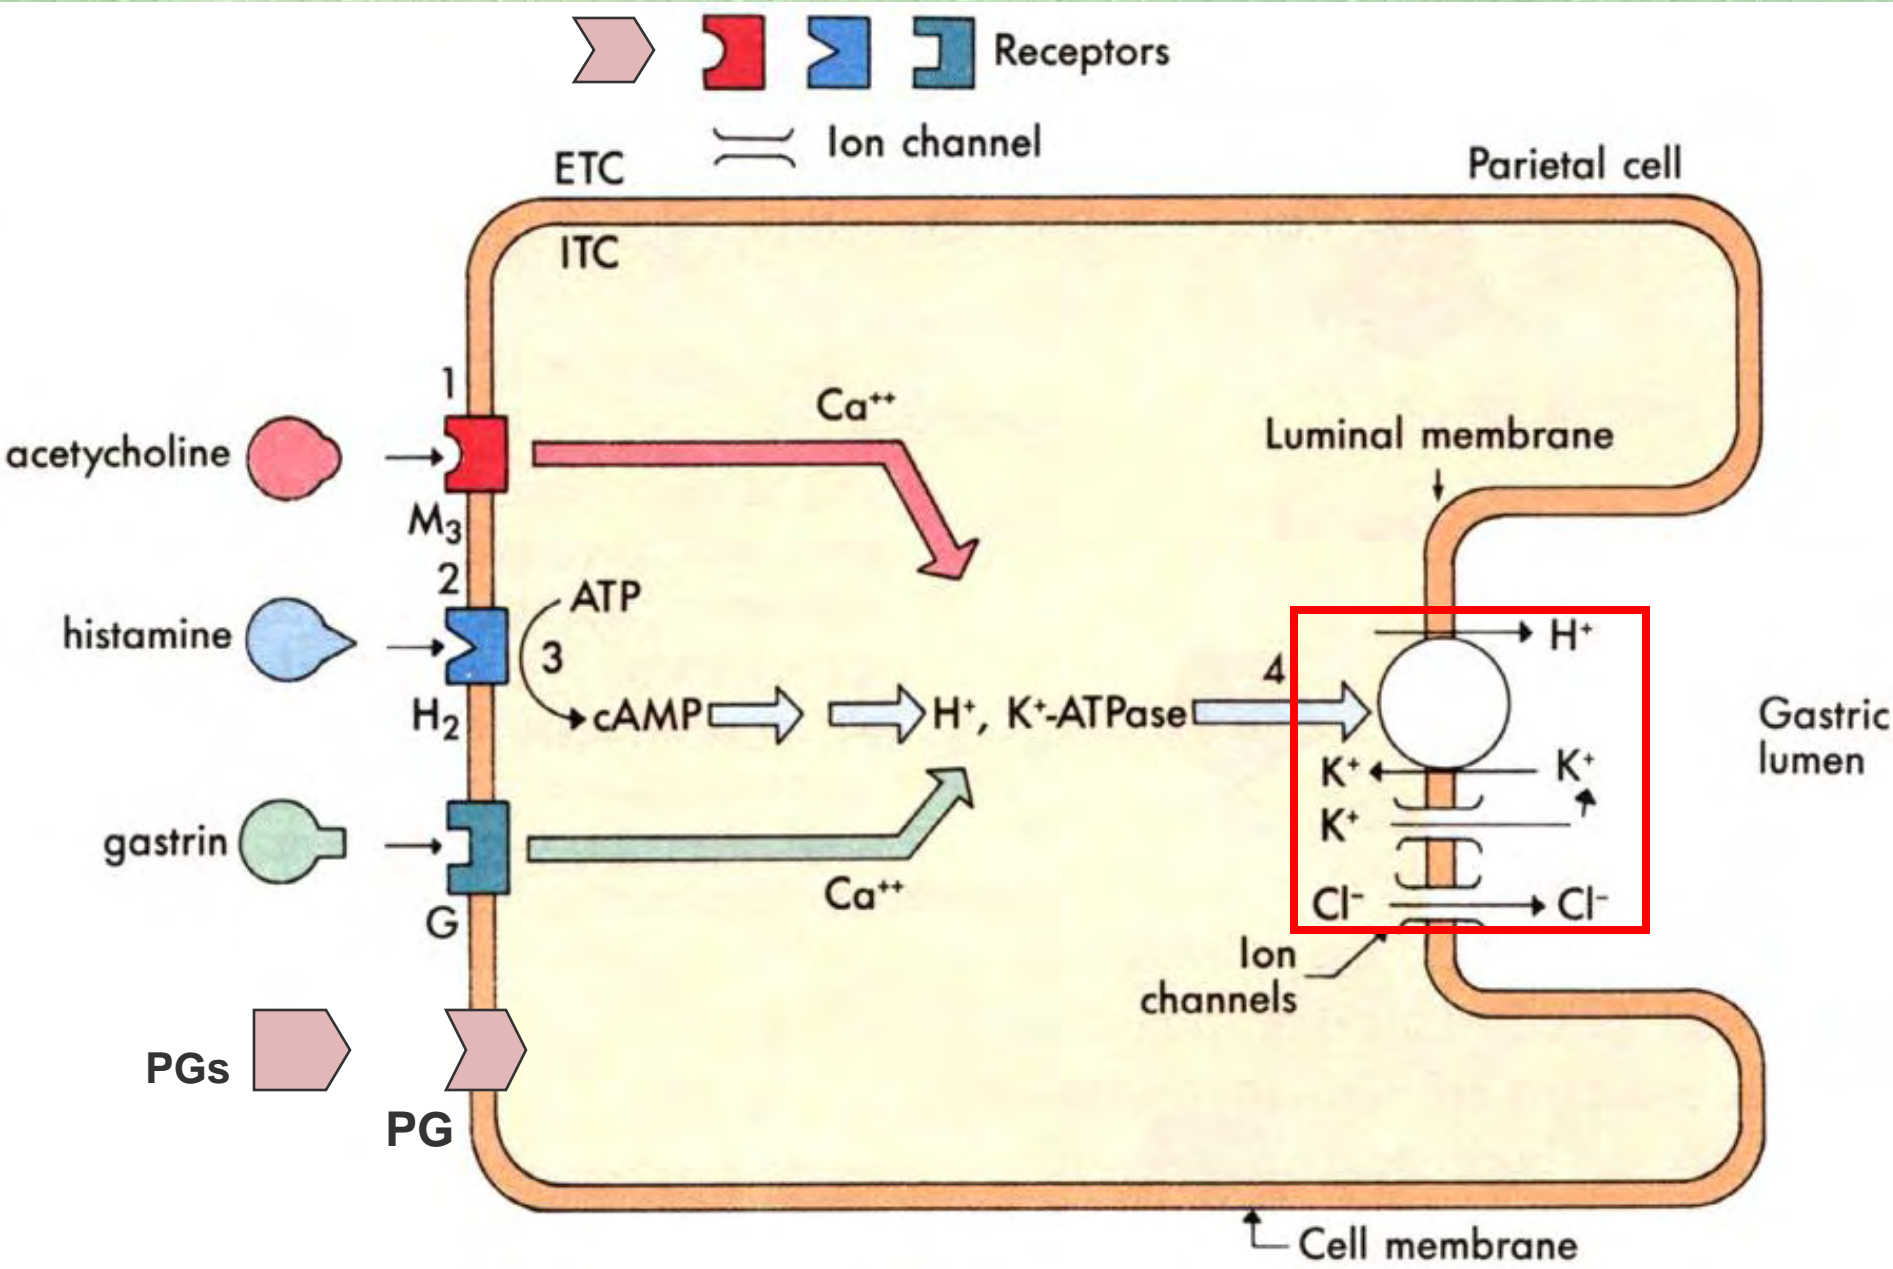 Receptors
Ion channel
ETC
Parietal cell
ITC
1
Ca⁺⁺
Luminal membrane
acetycholine
M₃
2
ATP
histamine
3
H⁺
4
H₂
cAMP
H⁺, K⁺-ATPase
Gastric
lumen
K⁺
K⁺
K⁺
gastrin
Ca⁺⁺
G
Cl⁻
Cl⁻
Ion
channels
PGs
PG
Cell membrane